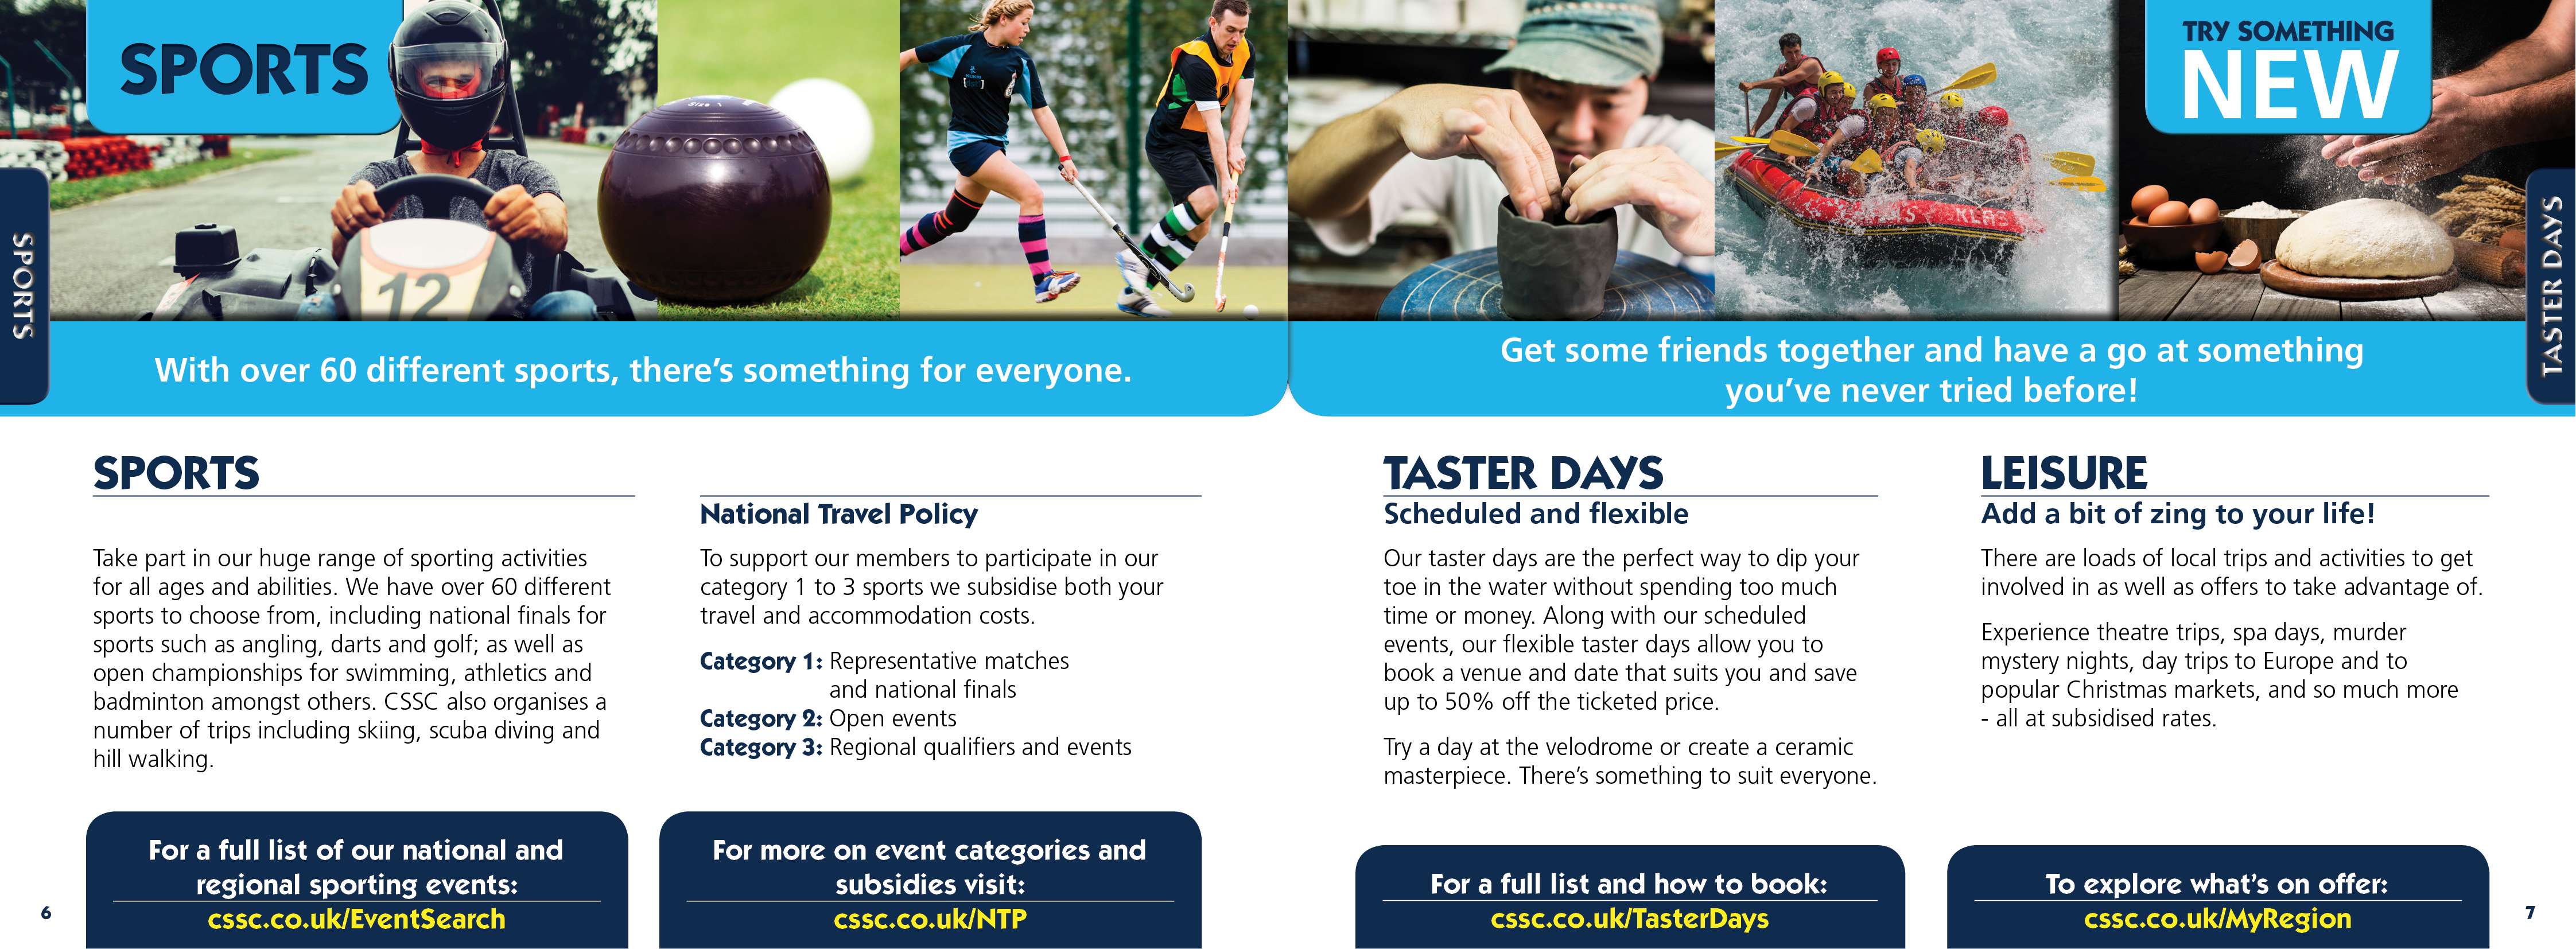 SPORTS
SPORTS
12
Size 1
With over 60 different sports, there's something for everyone.
SPORTS
Take part in our huge range of sporting activities
for all ages and abilities. We have over 60 different
sports to choose from, including national finals for
sports such as angling, darts and golf; as well as
open championships for swimming, athletics and
badminton amongst others. CSSC also organises a
number of trips including skiing, scuba diving and
hill walking.
For a full list of our national and
regional sporting events:
cssc.co.uk/EventSearch
6
National Travel Policy
To support our members to participate in our
category 1 to 3 sports we subsidise both your
travel and accommodation costs.
Category 1: Representative matches
and national finals
Category 2: Open events
Category 3: Regional qualifiers and events
For more on event categories and
subsidies visit:
cssc.co.uk/NTP
TRY SOMETHING
NEW
TASTER DAYS
Get some friends together and have a go at something
you've never tried before!
TASTER DAYS
Scheduled and flexible
Our taster days are the perfect way to dip your
toe in the water without spending too much
time or money. Along with our scheduled
events, our flexible taster days allow you to
book a venue and date that suits you and save
up to 50% off the ticketed price.
Try a day at the velodrome or create a ceramic
masterpiece. There's something to suit everyone.
For a full list and how to book:
cssc.co.uk/TasterDays
LEISURE
Add a bit of zing to your life!
There are loads of local trips and activities to get
involved in as well as offers to take advantage of.
Experience theatre trips, spa days, murder
mystery nights, day trips to Europe and to
popular Christmas markets, and so much more
- all at subsidised rates.
To explore what's on offer:
cssc.co.uk/MyRegion
7